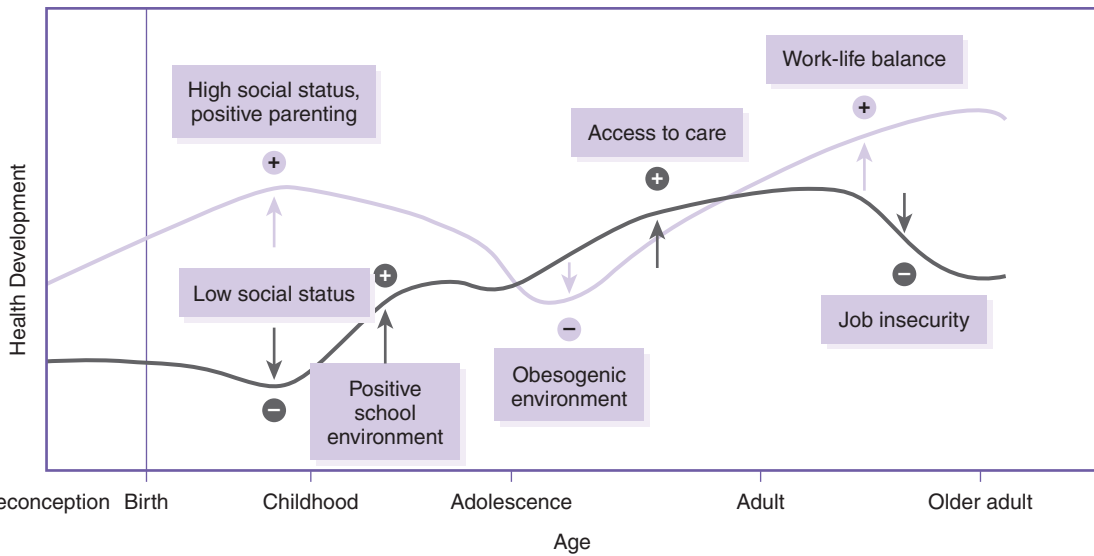 High social status,
positive parenting
+
Work-life balance
+
Access to care
+
Health Development
Low social status
+
−
Positive
school
environment
−
Obesogenic
environment
−
Job insecurity
econception
Birth
Childhood
Adolescence
Adult
Older adult
Age